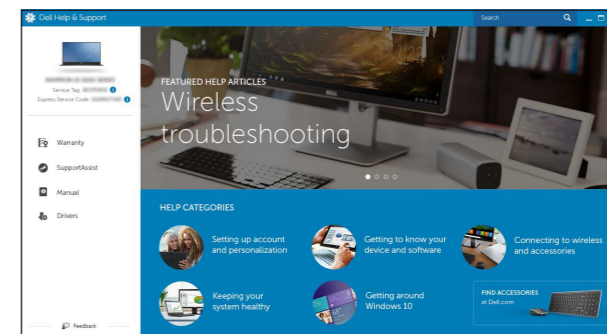 Dell Help & Support
Search
Service Tag:
Express Service Code:
Warranty
SupportAssist
Manual
Drivers
Feedback
FEATURED HELP ARTICLES
Wireless
troubleshooting
HELP CATEGORIES
Setting up account
and personalization
Getting to know your
device and software
Connecting to wireless
and accessories
Keeping your
system healthy
Getting around
Windows 10
FIND ACCESSORIES
at Dell.com